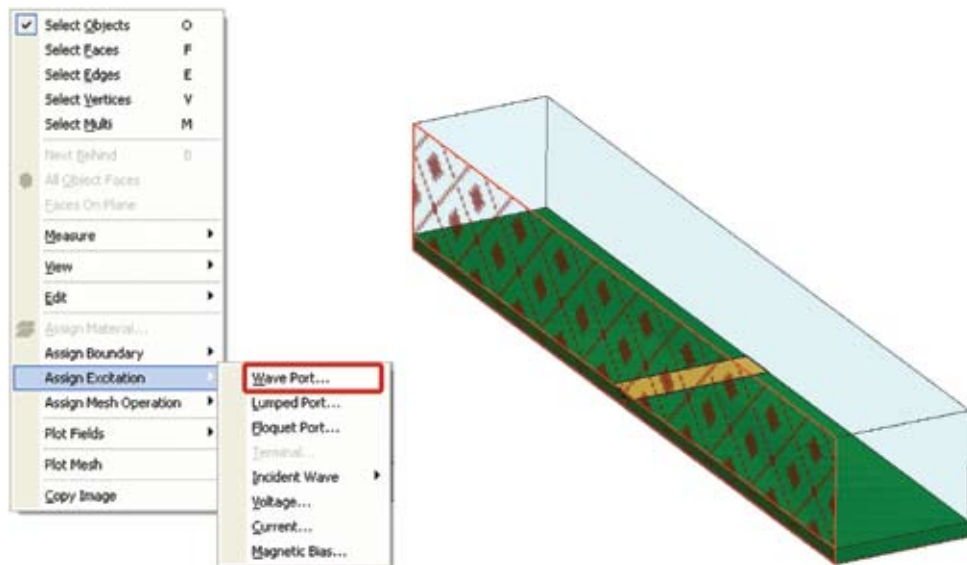 Select Objects O
Select Faces F
Select Edges E
Select Vertices V
Select Multi M
Next Behind B
All Object Faces
Faces On Plane
Measure
View
Edit
Assign Material...
Assign Boundary
Assign Excitation
Assign Mesh Operation
Plot Fields
Plot Mesh
Copy Image
Wave Port...
Lumped Port...
Floquet Port...
Terminal...
Incident Wave
Voltage...
Current...
Magnetic Bias...